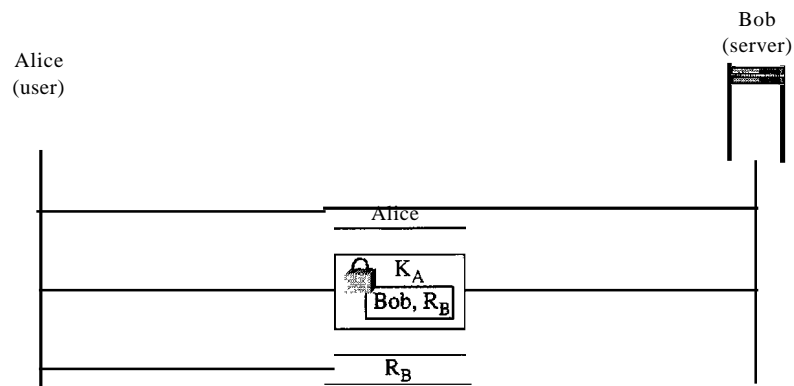 Bob
(server)
Alice
(user)
Alice
K_A
Bob, R_B
R_B